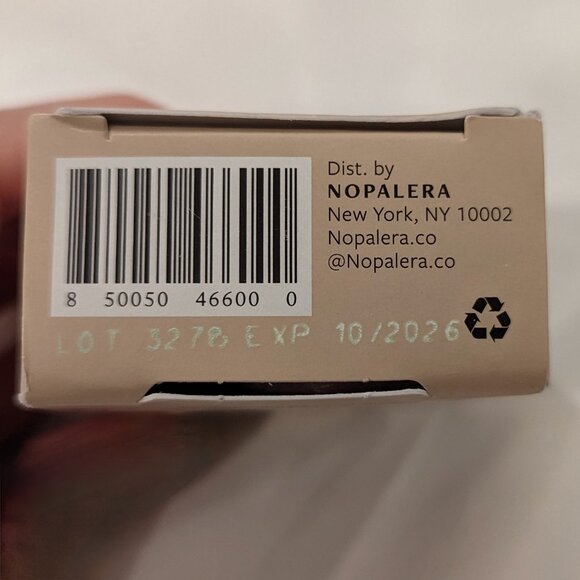 Dist. by
NOPALERA
New York, NY 10002
Nopalera.co
@Nopalera.co
8 50050 46600 0
LOT 3278 EXP 10/2026